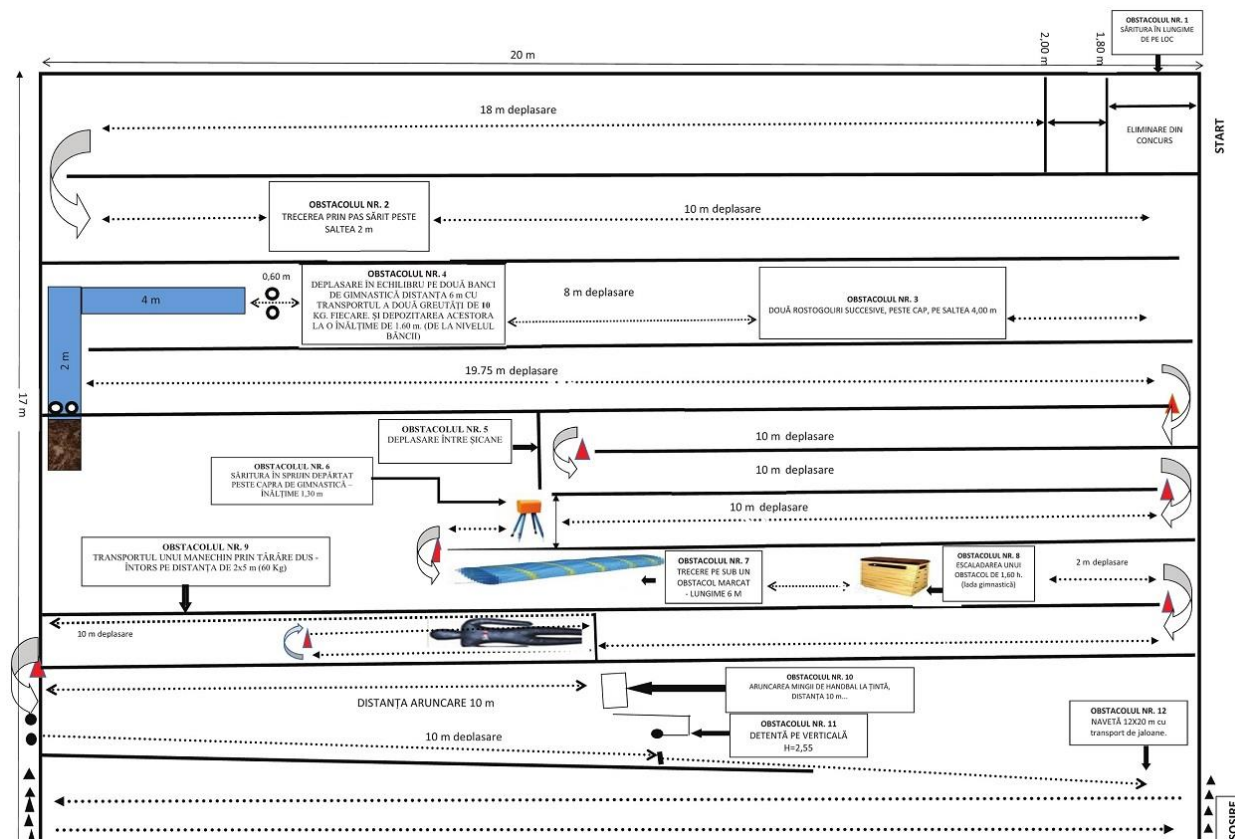 OBSTACOLUL NR. 1
SĂRITURA ÎN LUNGIME
DE PE LOC
20 m
2,00 m
1,80 m
18 m deplasare
ELIMINARE DIN
CONCURS
START
OBSTACOLUL NR. 2
TRECEREA PRIN PAS SĂRIT PESTE
SALTEA 2 m
10 m deplasare
0,60 m
4 m
OBSTACOLUL NR. 4
DEPLASARE ÎN ECHILIBRU PE DOUĂ BANCI
DE GIMNASTICĂ DISTANȚA 6 m CU
TRANSPORTUL A DOUĂ GREUTĂȚI DE 10
KG. FIECARE. ȘI DEPOZITAREA ACESTORA
LA O ÎNĂLȚIME DE 1.60 m. (DE LA NIVELUL
BĂNCII)
8 m deplasare
OBSTACOLUL NR. 3
DOUĂ ROSTOGOLIRI SUCCESIVE, PESTE CAP, PE SALTEA 4,00 m
2 m
19.75 m deplasare
17 m
OBSTACOLUL NR. 5
DEPLASARE ÎNTRE ȘICANE
10 m deplasare
OBSTACOLUL NR. 6
SĂRITURA ÎN SPRIJIN DEPĂRTAT
PESTE CAPRA DE GIMNASTICĂ –
ÎNĂLȚIME 1,30 m
10 m deplasare
10 m deplasare
OBSTACOLUL NR. 9
TRANSPORTUL UNUI MANECHIN PRIN TÂRÂRE DUS -
ÎNTORS PE DISTANȚA DE 2x5 m (60 Kg)
OBSTACOLUL NR. 7
TRECERE PE SUB UN
OBSTACOL MARCAT
- LUNGIME 6 M
OBSTACOLUL NR. 8
ESCALADAREA UNUI
OBSTACOL DE 1,60 h.
(lada gimnastică)
2 m deplasare
10 m deplasare
OBSTACOLUL NR. 10
ARUNCAREA MINGII DE HANDBAL LA ȚINTĂ,
DISTANȚA 10 m...
DISTANȚA ARUNCARE 10 m
OBSTACOLUL NR. 11
DETENTĂ PE VERTICALĂ
H=2,55
OBSTACOLUL NR. 12
NAVETĂ 12X20 m cu
transport de jaloane.
10 m deplasare
SOSIRE